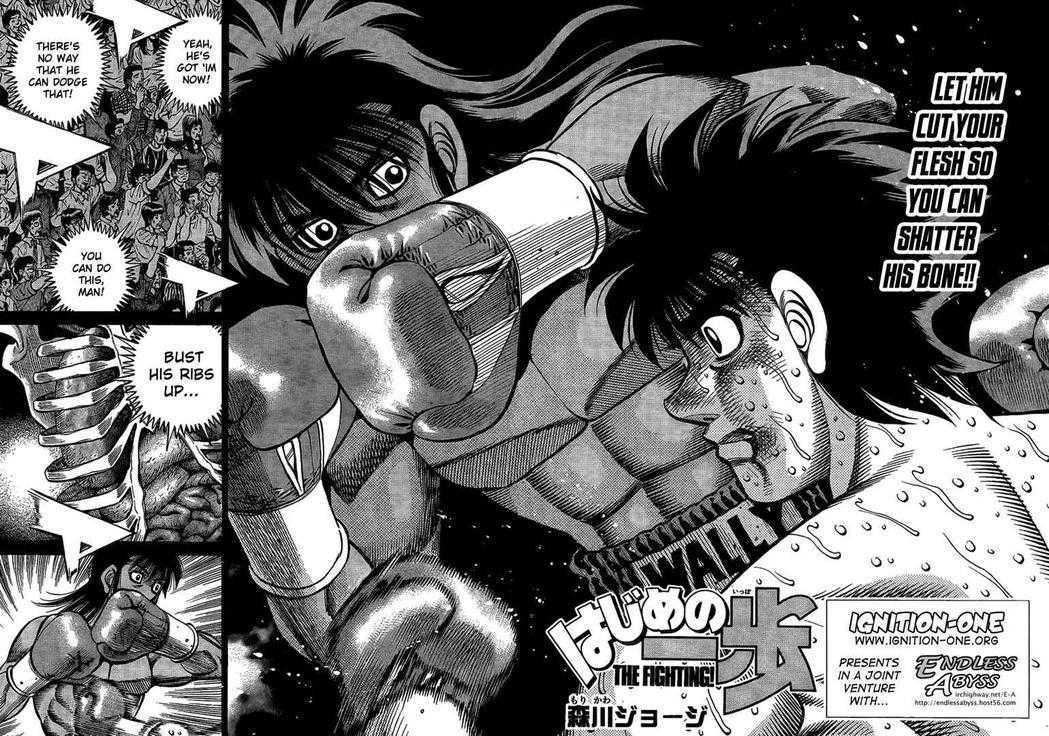 THERE'S
NO WAY
THAT HE
CAN DODGE
THAT!
YEAH,
HE'S
GOT 'IM
NOW!
YOU
CAN DO
THIS,
MAN!
BUST
HIS RIBS
UP...
LET HIM
CUT YOUR
FLESH SO
YOU CAN
SHATTER
HIS BONE!!
WALLY
いっぽ
はじめの一歩
THE FIGHTING!
もり かわ
森川ジョージ
IGNITION-ONE
WWW.IGNITION-ONE.ORG
PRESENTS
IN A JOINT
VENTURE
WITH...
ENDLESS
ABYSS
irchighway.net/E-A
http://endlessabyss.host56.com